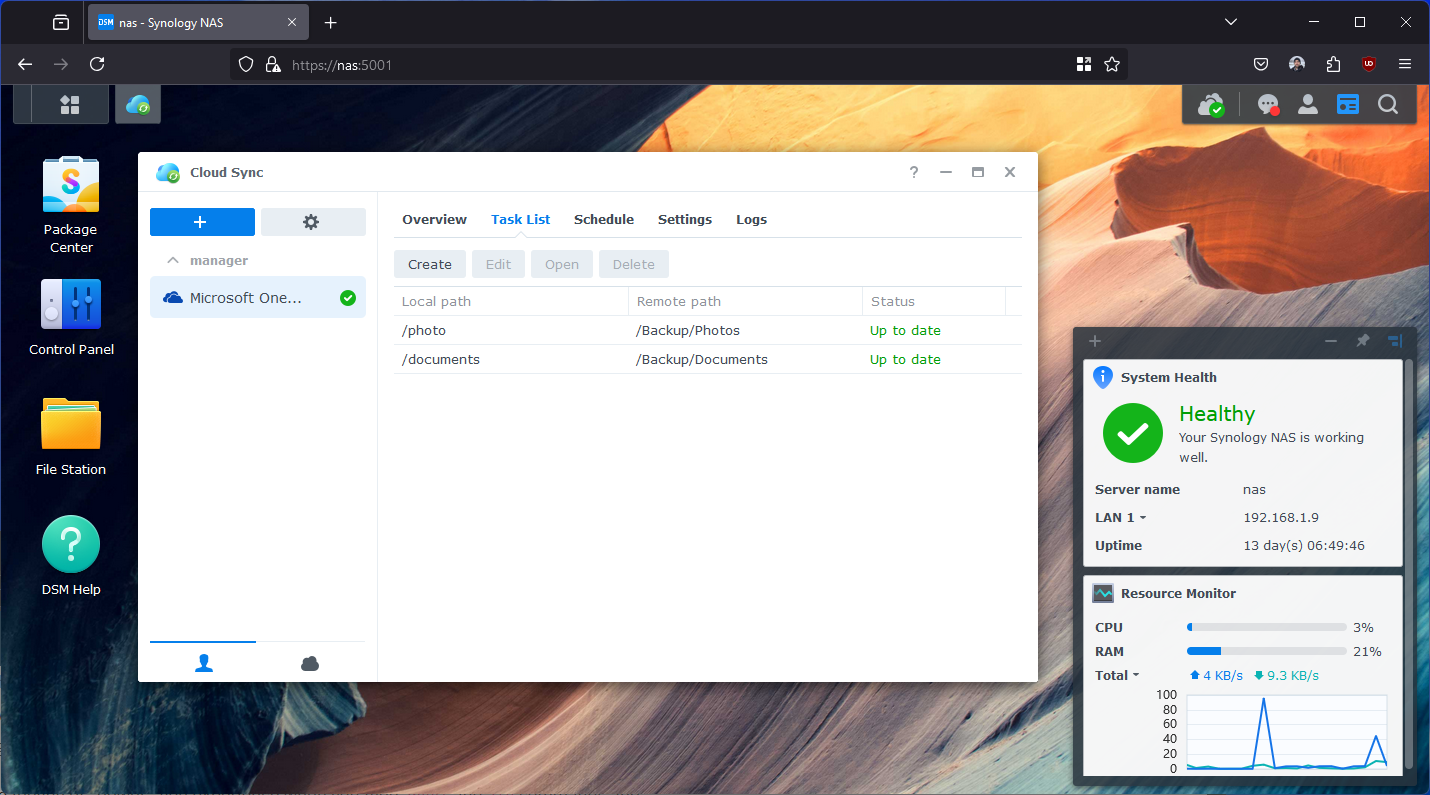 DSM nas - Synology NAS
https://nas:5001
UD
Package
Center
Control Panel
File Station
DSM Help
Cloud Sync
manager
Microsoft One...
Overview Task List Schedule Settings Logs
Create Edit Open Delete
Local path Remote path Status
/photo /Backup/Photos Up to date
/documents /Backup/Documents Up to date
System Health
Healthy
Your Synology NAS is working
well.
Server name nas
LAN 1 192.168.1.9
Uptime 13 day(s) 06:49:46
Resource Monitor
CPU 3%
RAM 21%
Total 4 KB/s 9.3 KB/s
100
80
60
40
20
0